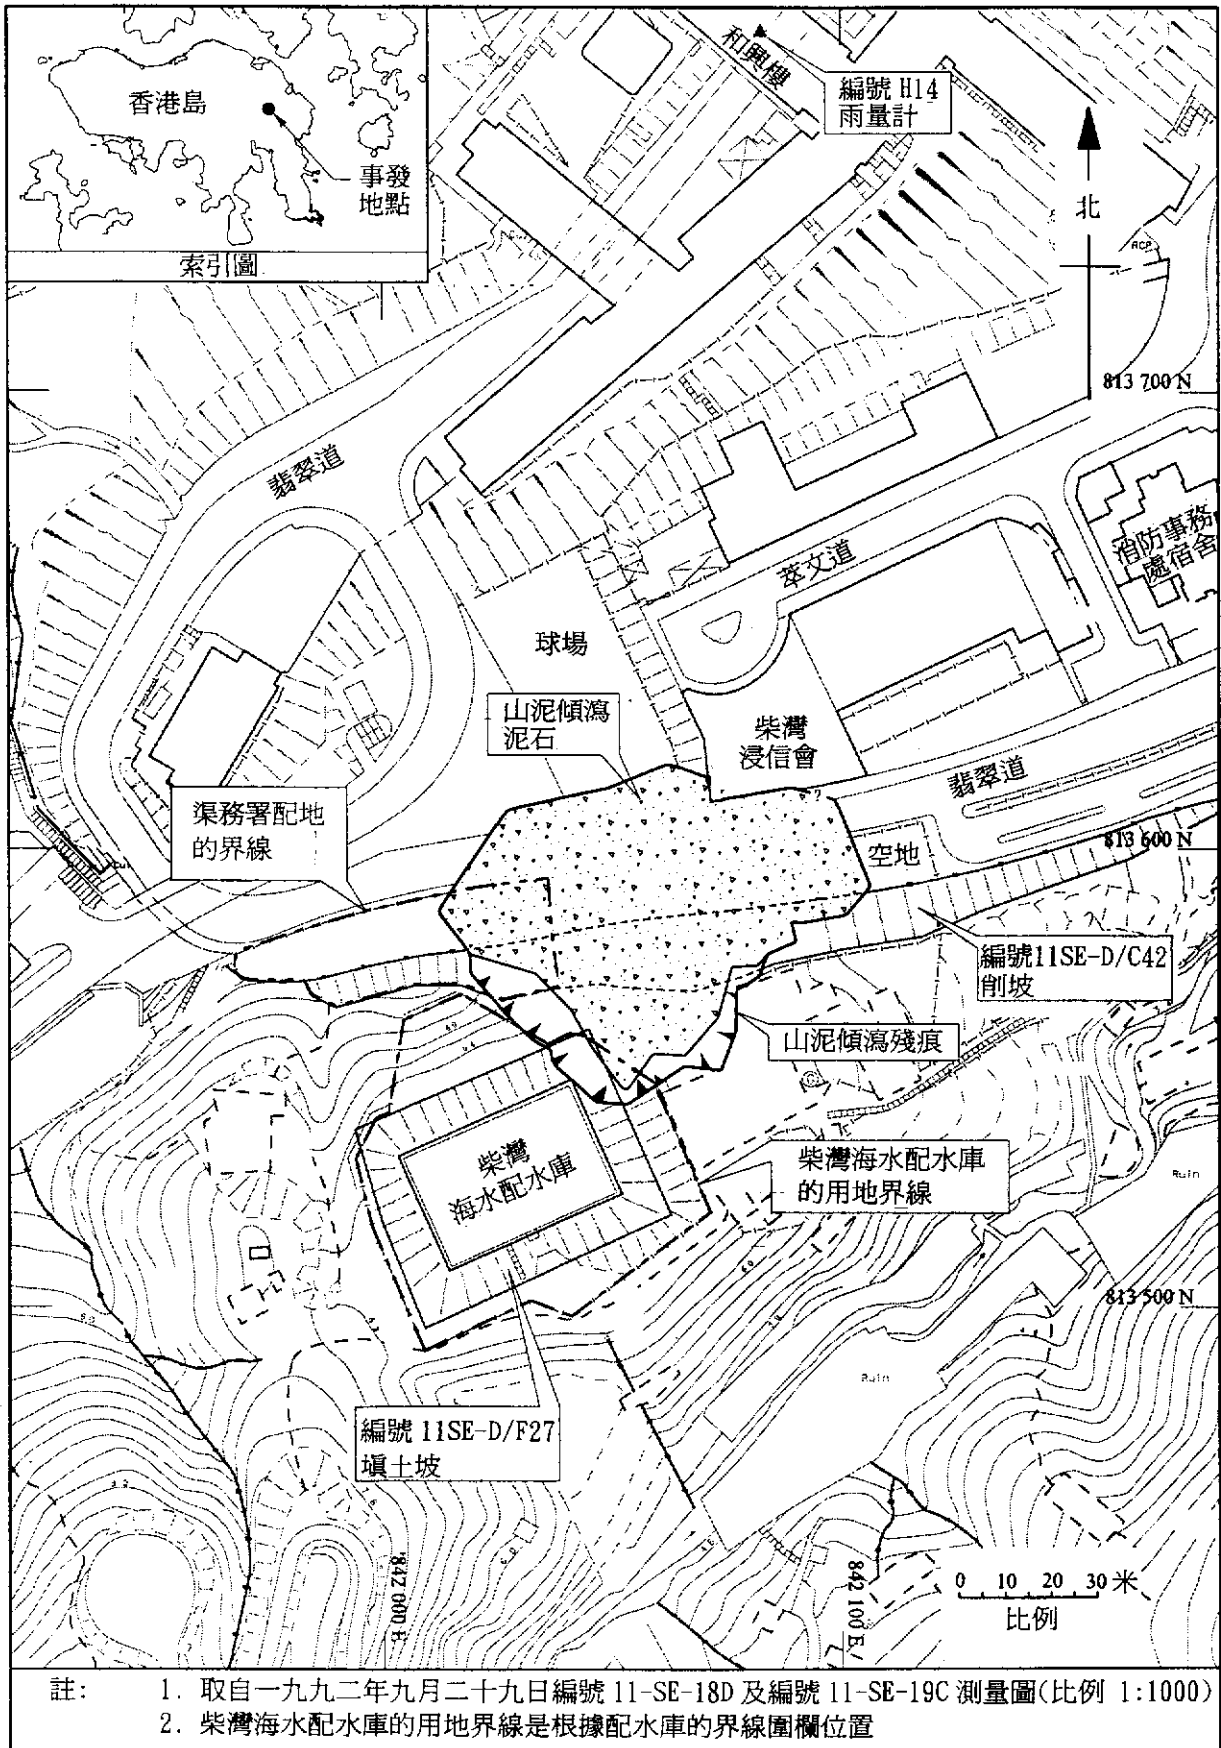 香港島
事發
地點
索引圖
和興樓
編號 H14
雨量計
北
813 700 N
翡翠道
萃文道
消防事務
處宿舍
球場
山泥傾瀉
泥石
柴灣
浸信會
翡翠道
渠務署配地
的界線
空地
813 600 N
編號11SE-D/C42
削坡
山泥傾瀉殘痕
柴灣
海水配水庫
柴灣海水配水庫
的用地界線
Ruin
813 500 N
Ruin
編號 11SE-D/F27
塡土坡
842 000 E
842 100 E
0 10 20 30 米
比例
註:
1. 取自一九九二年九月二十九日編號 11-SE-18D 及編號 11-SE-19C 測量圖(比例 1:1000)
2. 柴灣海水配水庫的用地界線是根據配水庫的界線圍欄位置